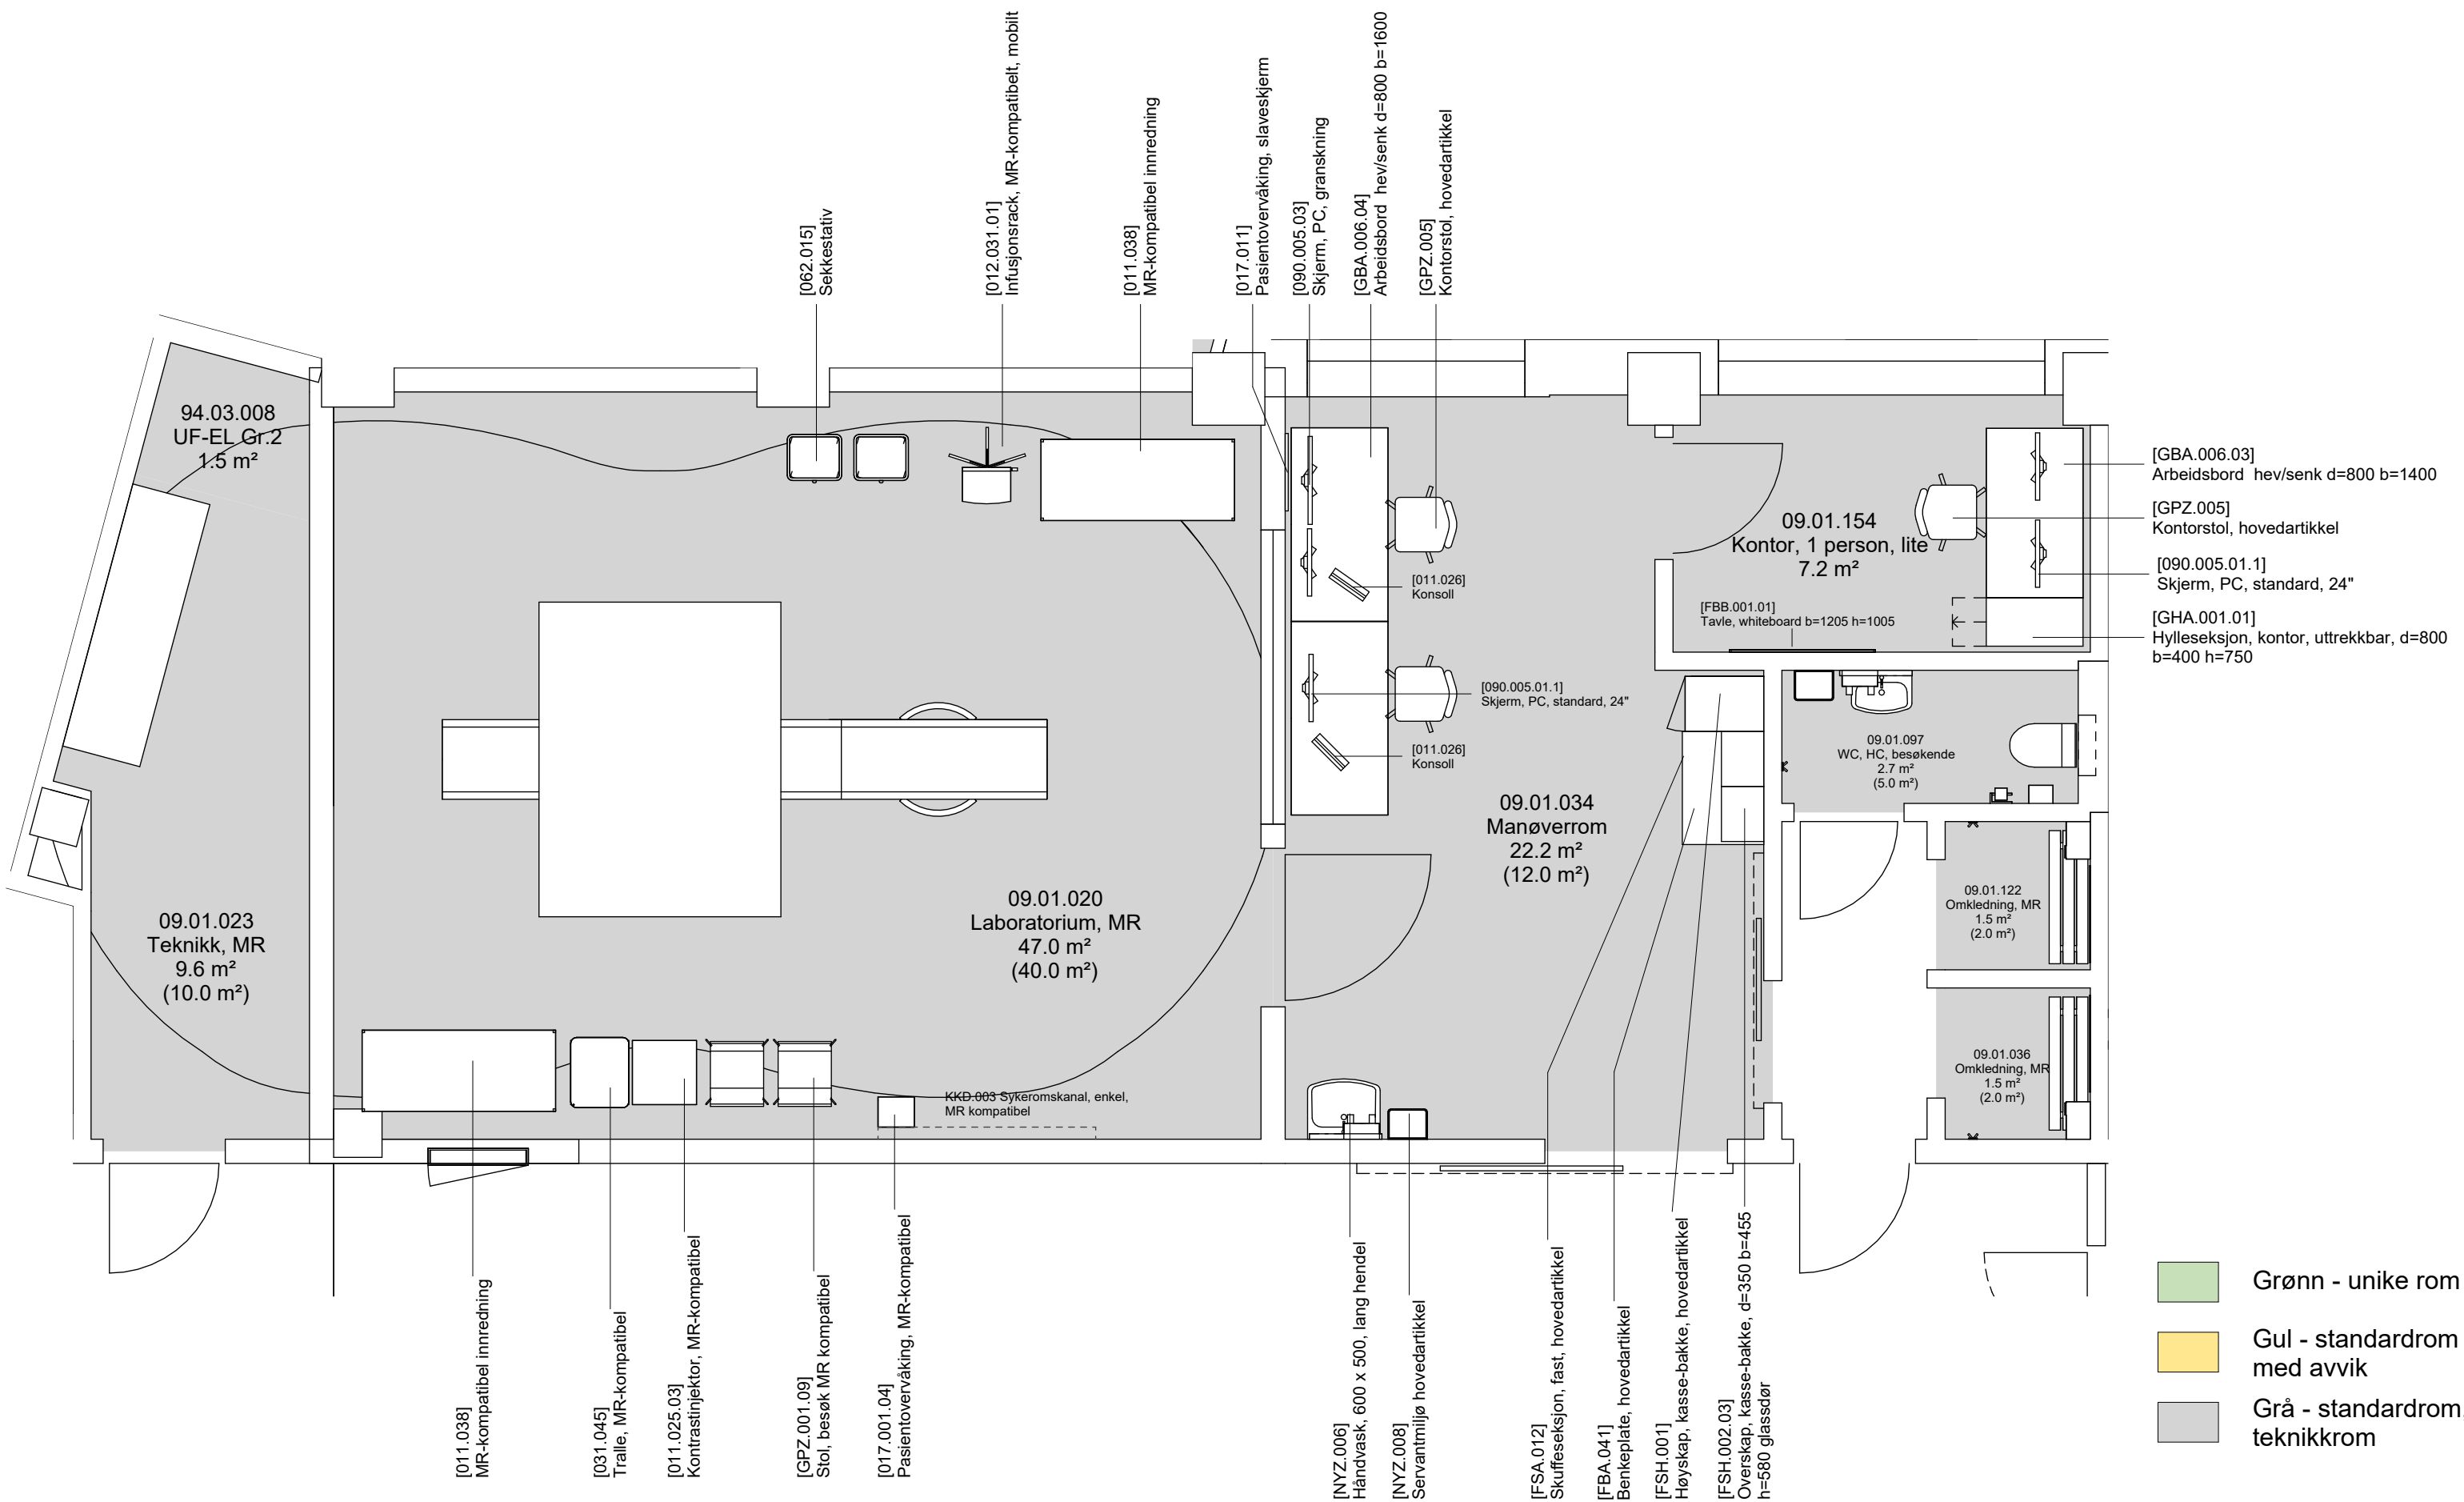 [062.015]
Sekkestativ
[012.031.01]
Infusjonsrack, MR-kompatibelt, mobilt
[011.038]
MR-kompatibel innredning
[017.011]
Pasientovervåking, slaveskjerm
[090.005.03]
Skjerm, PC, granskning
[GBA.006.04]
Arbeidsbord hev/senk d=800 b=1600
[GPZ.005]
Kontorstol, hovedartikkel
94.03.008
UF-EL Gr.2
1.5 m²
[GBA.006.03]
Arbeidsbord hev/senk d=800 b=1400
[GPZ.005]
Kontorstol, hovedartikkel
[090.005.01.1]
Skjerm, PC, standard, 24"
[GHA.001.01]
Hylleseksjon, kontor, uttrekkbar, d=800
b=400 h=750
09.01.154
Kontor, 1 person, lite
7.2 m²
[011.026]
Konsoll
[FBB.001.01]
Tavle, whiteboard b=1205 h=1005
[090.005.01.1]
Skjerm, PC, standard, 24"
[011.026]
Konsoll
09.01.097
WC, HC, besøkende
2.7 m²
(5.0 m²)
09.01.034
Manøverrom
22.2 m²
(12.0 m²)
09.01.020
Laboratorium, MR
47.0 m²
(40.0 m²)
09.01.023
Teknikk, MR
9.6 m²
(10.0 m²)
09.01.122
Omkledning, MR
1.5 m²
(2.0 m²)
09.01.036
Omkledning, MR
1.5 m²
(2.0 m²)
KKD.003 Sykeromskanal, enkel,
MR kompatibel
[011.038]
MR-kompatibel innredning
[031.045]
Tralle, MR-kompatibel
[011.025.03]
Kontrastinjektor, MR-kompatibel
[GPZ.001.09]
Stol, besøk MR kompatibel
[017.001.04]
Pasientovervåking, MR-kompatibel
[NYZ.006]
Håndvask, 600 x 500, lang hendel
[NYZ.008]
Servantmiljø hovedartikkel
[FSA.012]
Skuffeseksjon, fast, hovedartikkel
[FBA.041]
Benkeplate, hovedartikkel
[FSH.001]
Høyskap, kasse-bakke, hovedartikkel
[FSH.002.03]
Overskap, kasse-bakke, d=350 b=455
h=580 glassdør
Grønn - unike rom
Gul - standardrom
med avvik
Grå - standardrom
teknikkrom